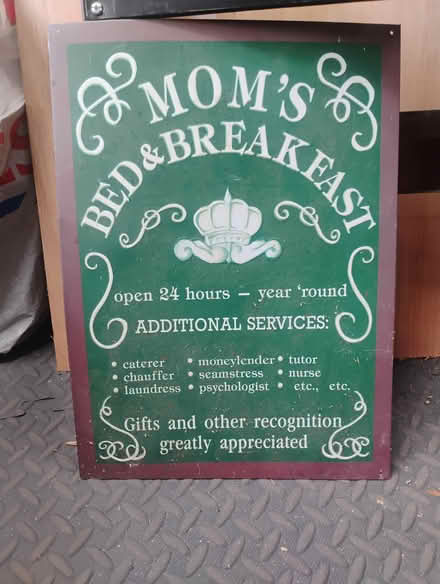 MOM'S
BED & BREAKFAST
open 24 hours – year 'round
ADDITIONAL SERVICES:
• caterer • moneylender • tutor
• chauffer • seamstress • nurse
• laundress • psychologist • etc., etc.
Gifts and other recognition
greatly appreciated